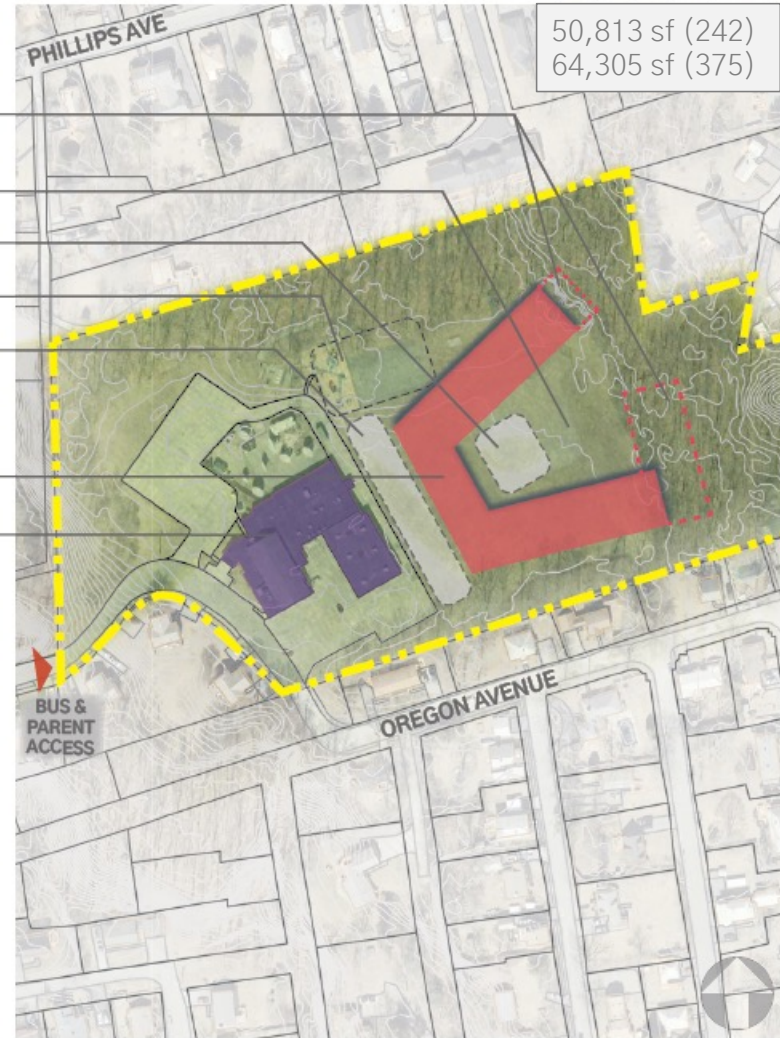 50,813 sf (242)
64,305 sf (375)
PHILLIPS AVE
BUS &
PARENT
ACCESS
OREGON AVENUE